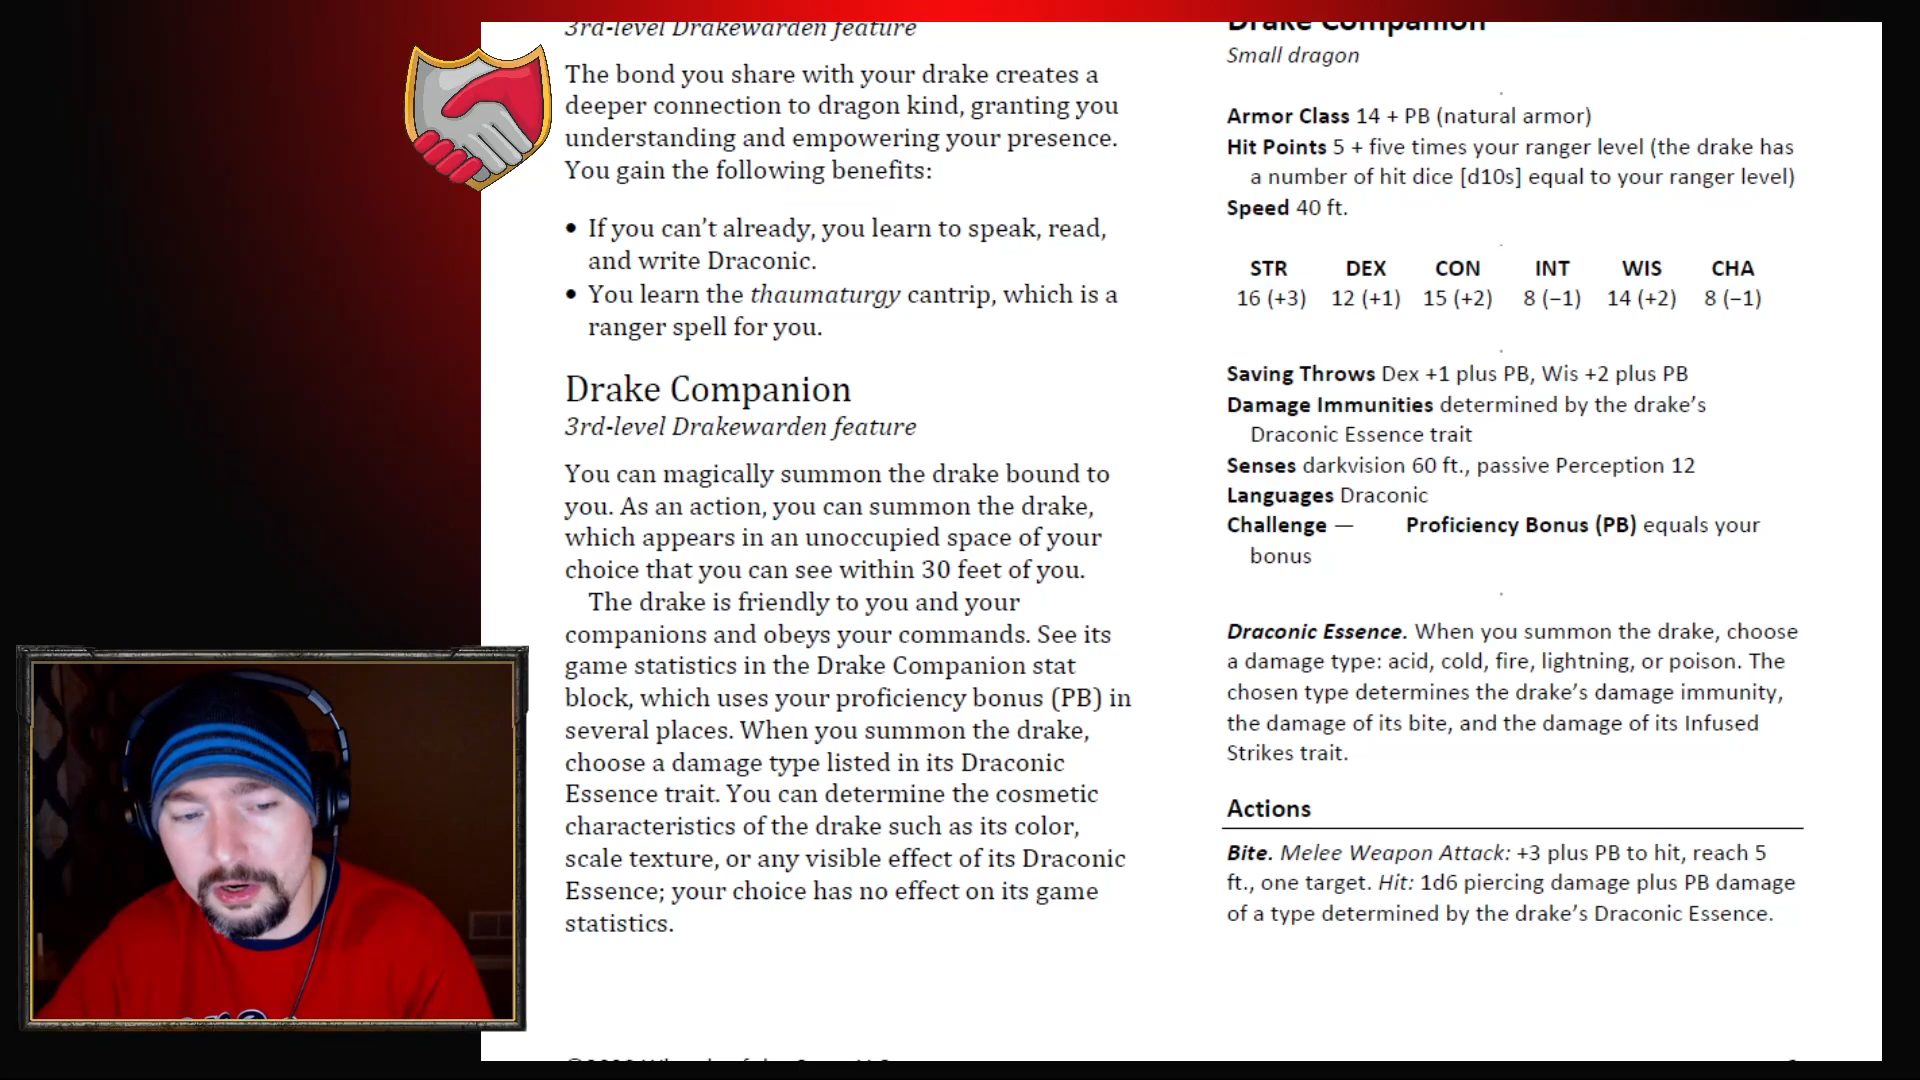 3rd-level Drakewarden feature
The bond you share with your drake creates a
deeper connection to dragon kind, granting you
understanding and empowering your presence.
You gain the following benefits:
• If you can’t already, you learn to speak, read,
and write Draconic.
• You learn the thaumaturgy cantrip, which is a
ranger spell for you.
Drake Companion
3rd-level Drakewarden feature
You can magically summon the drake bound to
you. As an action, you can summon the drake,
which appears in an unoccupied space of your
choice that you can see within 30 feet of you.
The drake is friendly to you and your
companions and obeys your commands. See its
game statistics in the Drake Companion stat
block, which uses your proficiency bonus (PB) in
several places. When you summon the drake,
choose a damage type listed in its Draconic
Essence trait. You can determine the cosmetic
characteristics of the drake such as its color,
scale texture, or any visible effect of its Draconic
Essence; your choice has no effect on its game
statistics.
Drake Companion
Small dragon
Armor Class 14 + PB (natural armor)
Hit Points 5 + five times your ranger level (the drake has
a number of hit dice [d10s] equal to your ranger level)
Speed 40 ft.
STR DEX CON INT WIS CHA
16 (+3) 12 (+1) 15 (+2) 8 (−1) 14 (+2) 8 (−1)
Saving Throws Dex +1 plus PB, Wis +2 plus PB
Damage Immunities determined by the drake’s
Draconic Essence trait
Senses darkvision 60 ft., passive Perception 12
Languages Draconic
Challenge — Proficiency Bonus (PB) equals your
bonus
Draconic Essence. When you summon the drake, choose
a damage type: acid, cold, fire, lightning, or poison. The
chosen type determines the drake’s damage immunity,
the damage of its bite, and the damage of its Infused
Strikes trait.
Actions
Bite. Melee Weapon Attack: +3 plus PB to hit, reach 5
ft., one target. Hit: 1d6 piercing damage plus PB damage
of a type determined by the drake’s Draconic Essence.